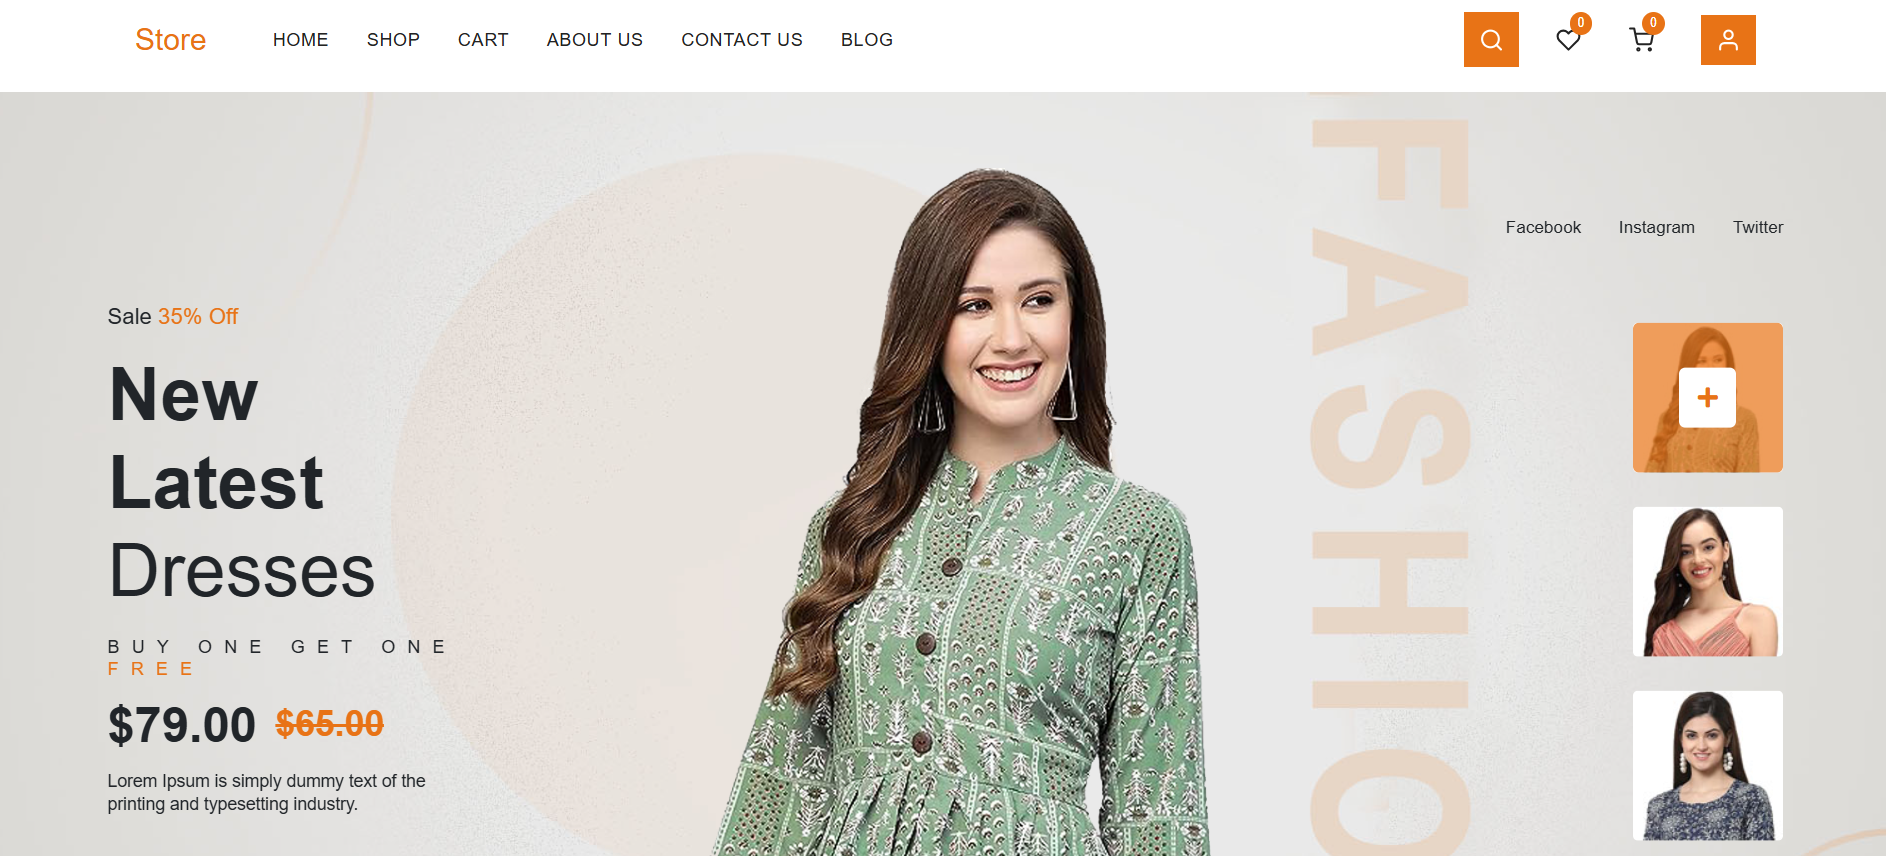 Store
HOME
SHOP
CART
ABOUT US
CONTACT US
BLOG
0
0
FASHIO
Facebook
Instagram
Twitter
Sale 35% Off
New
Latest
Dresses
BUY ONE GET ONE
FREE
$79.00 $65.00
Lorem Ipsum is simply dummy text of the
printing and typesetting industry.